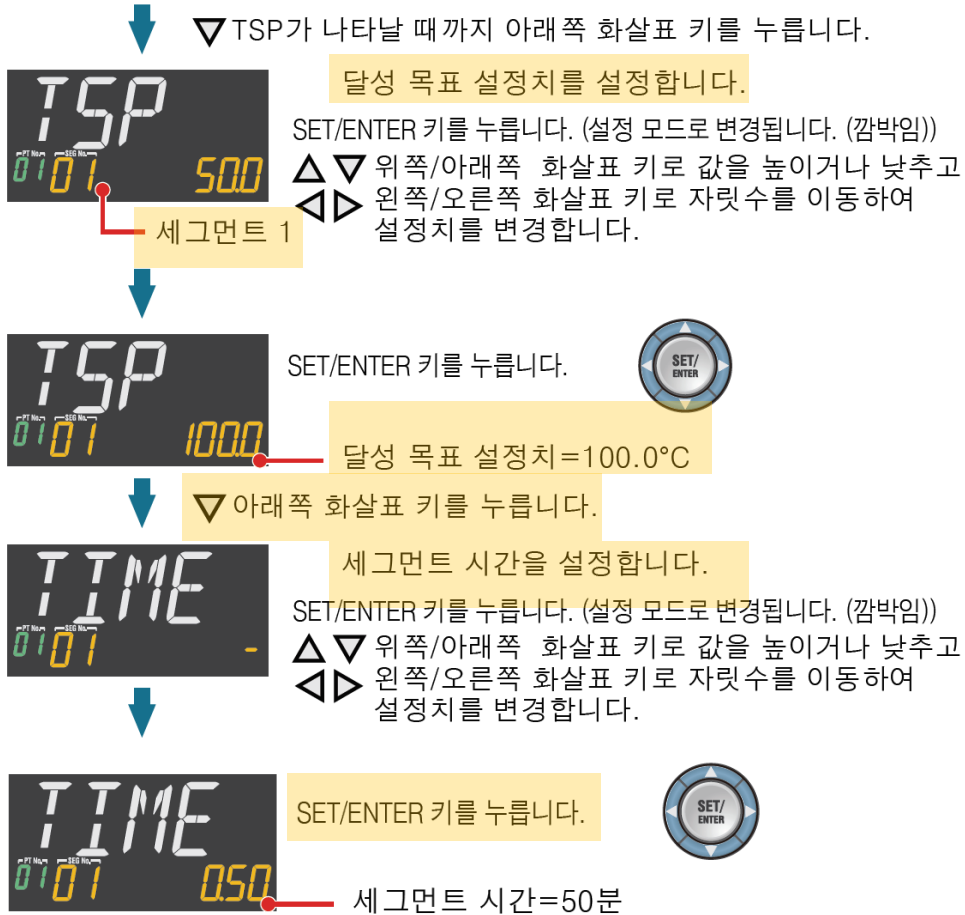 ▽ TSP가 나타날 때까지 아래쪽 화살표 키를 누릅니다.
TSP
달성 목표 설정치를 설정합니다.
SET/ENTER 키를 누릅니다. (설정 모드로 변경됩니다. (깜박임))
PT No. SEG No.
01 01 50.0
△ ▽ 위쪽/아래쪽 화살표 키로 값을 높이거나 낮추고
◁ ▷ 왼쪽/오른쪽 화살표 키로 자릿수를 이동하여
설정치를 변경합니다.
세그먼트 1
TSP
PT No. SEG No.
01 01 100.0
SET/ENTER 키를 누릅니다.
SET/
ENTER
달성 목표 설정치=100.0°C
▽ 아래쪽 화살표 키를 누릅니다.
TIME
PT No. SEG No.
01 01 -
세그먼트 시간을 설정합니다.
SET/ENTER 키를 누릅니다. (설정 모드로 변경됩니다. (깜박임))
△ ▽ 위쪽/아래쪽 화살표 키로 값을 높이거나 낮추고
◁ ▷ 왼쪽/오른쪽 화살표 키로 자릿수를 이동하여
설정치를 변경합니다.
TIME
PT No. SEG No.
01 01 0.50
SET/ENTER 키를 누릅니다.
SET/
ENTER
세그먼트 시간=50분